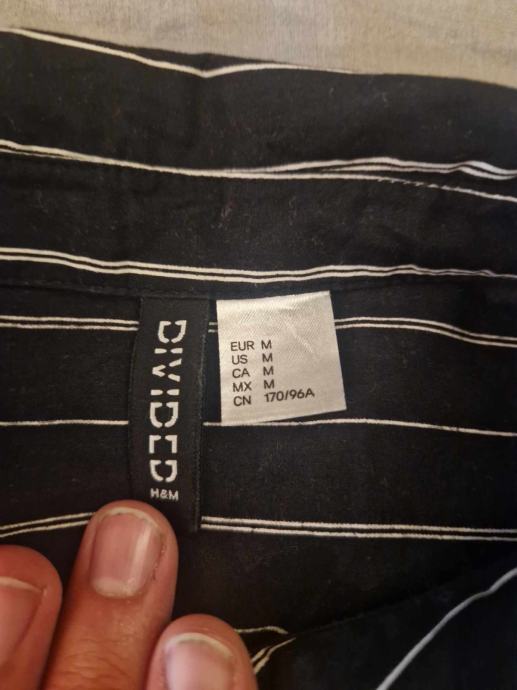 DIVIDED
H&M
EUR M
US M
CA M
MX M
CN 170/96A